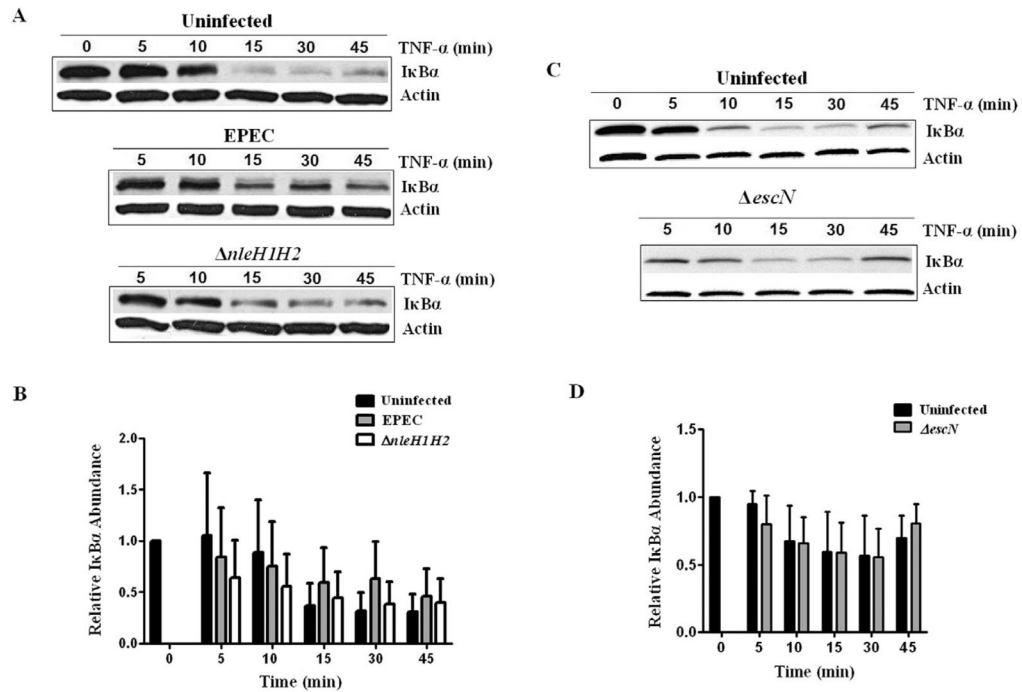 A
Uninfected
0 5 10 15 30 45 TNF-α (min)
IκBα
Actin
EPEC
5 10 15 30 45 TNF-α (min)
IκBα
Actin
ΔnleH1H2
5 10 15 30 45 TNF-α (min)
IκBα
Actin
C
Uninfected
0 5 10 15 30 45 TNF-α (min)
IκBα
Actin
ΔescN
5 10 15 30 45 TNF-α (min)
IκBα
Actin
B
Uninfected
EPEC
ΔnleH1H2
Relative IκBα Abundance
2.0
1.5
1.0
0.5
0.0
0 5 10 15 30 45
Time (min)
D
Uninfected
ΔescN
Relative IκBα Abundance
1.5
1.0
0.5
0.0
0 5 10 15 30 45
Time (min)